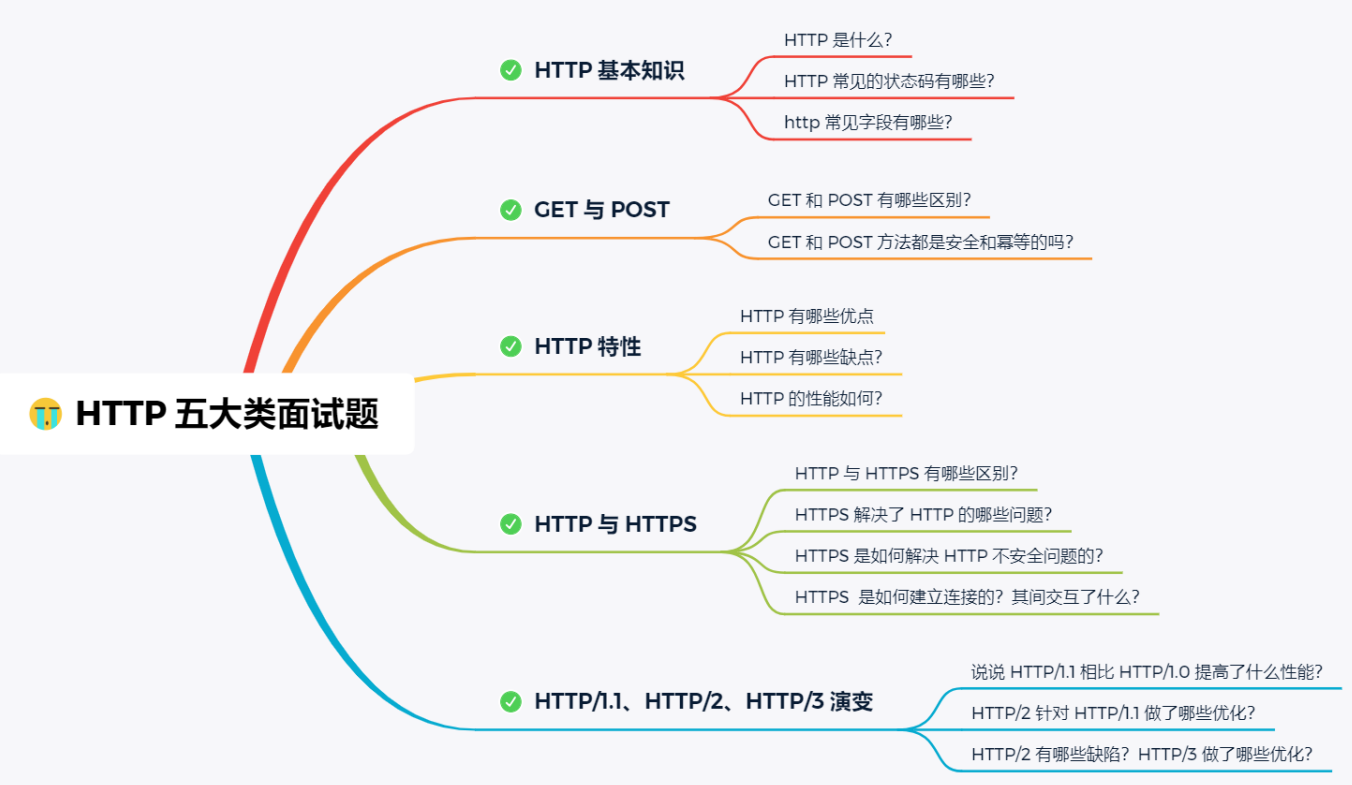 HTTP 五大类面试题
HTTP 基本知识
HTTP 是什么?
HTTP 常见的状态码有哪些?
http 常见字段有哪些?
GET 与 POST
GET 和 POST 有哪些区别?
GET 和 POST 方法都是安全和幂等的吗?
HTTP 特性
HTTP 有哪些优点
HTTP 有哪些缺点?
HTTP 的性能如何?
HTTP 与 HTTPS
HTTP 与 HTTPS 有哪些区别?
HTTPS 解决了 HTTP 的哪些问题?
HTTPS 是如何解决 HTTP 不安全问题的?
HTTPS 是如何建立连接的? 其间交互了什么?
HTTP/1.1、HTTP/2、HTTP/3 演变
说说 HTTP/1.1 相比 HTTP/1.0 提高了什么性能?
HTTP/2 针对 HTTP/1.1 做了哪些优化?
HTTP/2 有哪些缺陷? HTTP/3 做了哪些优化?